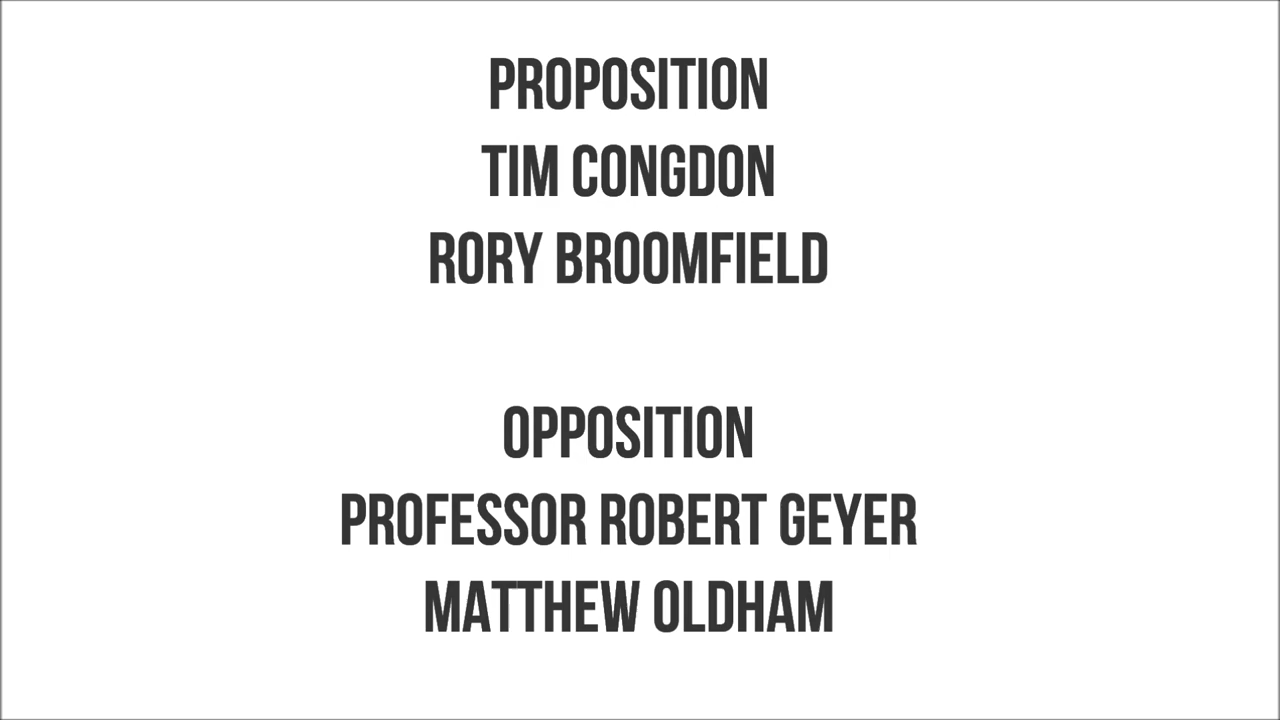 PROPOSITION
TIM CONGDON
RORY BROOMFIELD
OPPOSITION
PROFESSOR ROBERT GEYER
MATTHEW OLDHAM